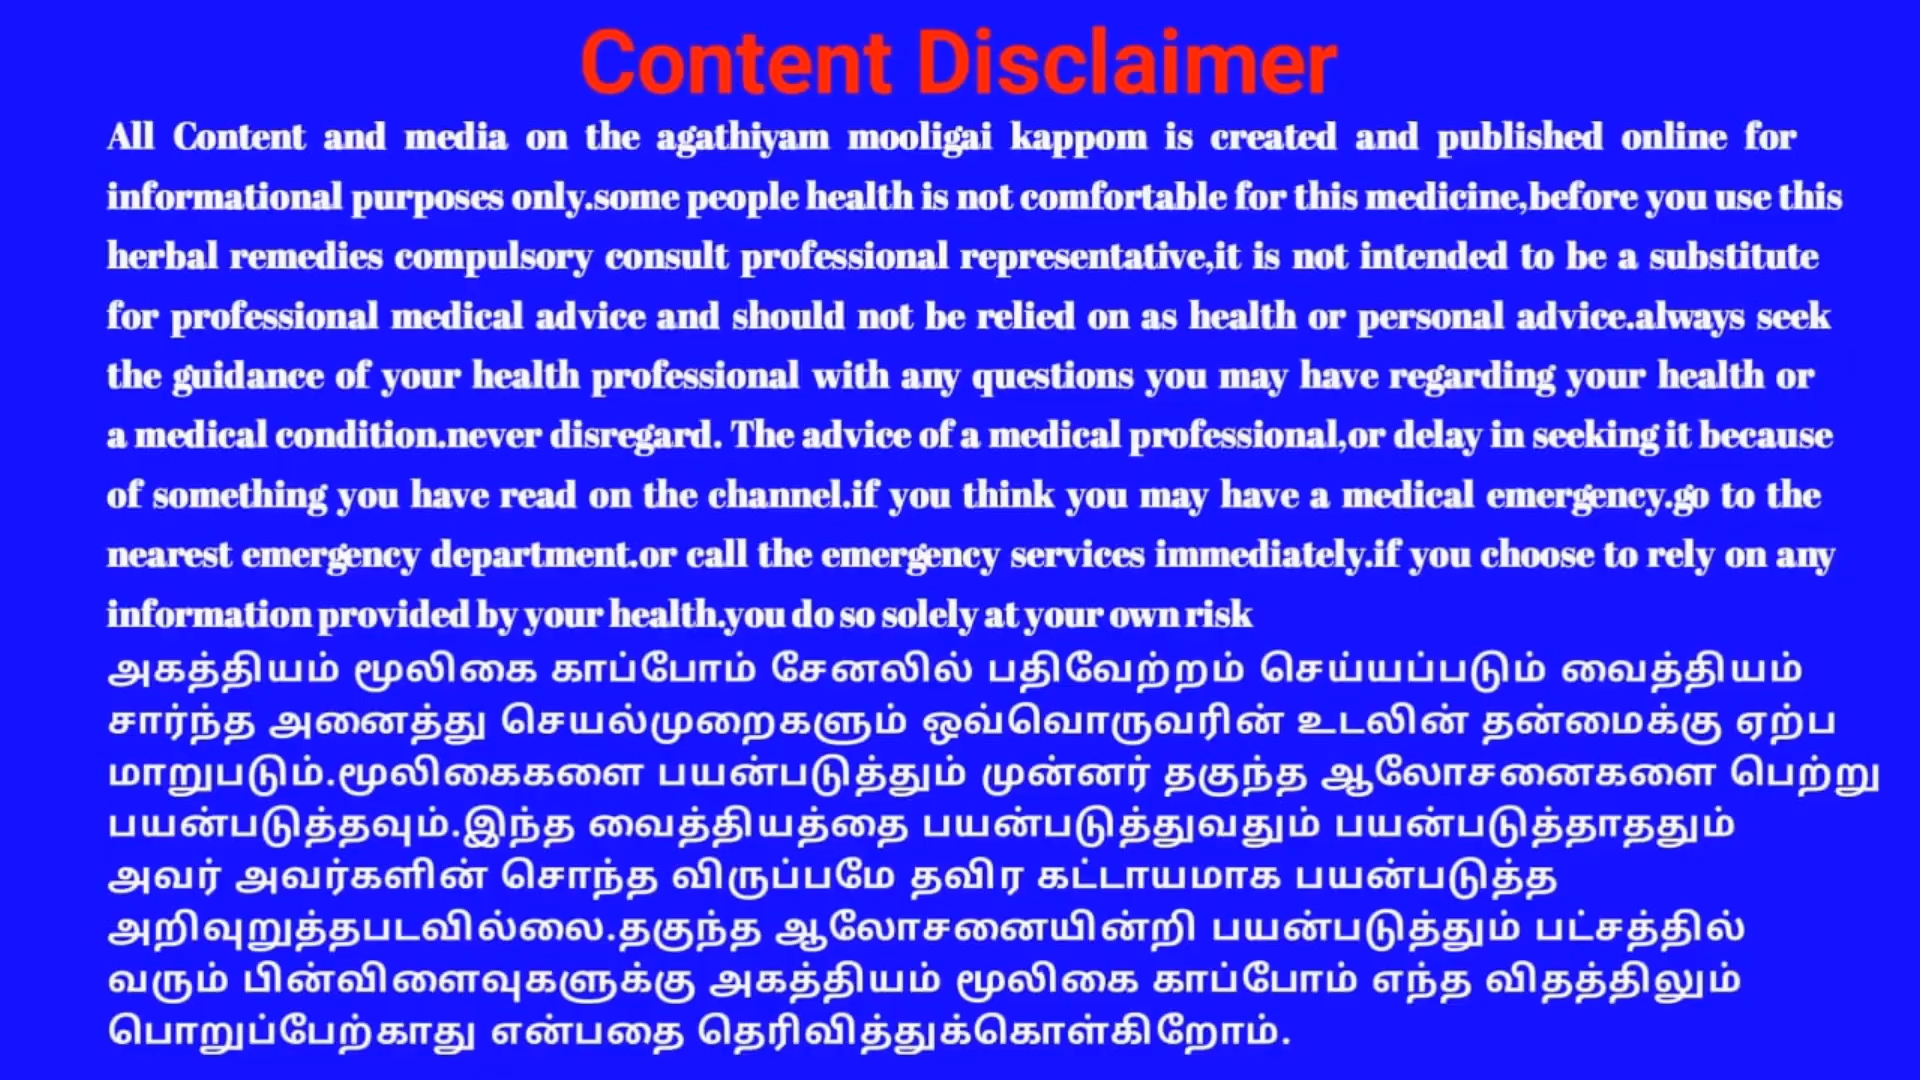 Content Disclaimer
All Content and media on the agathiyam mooligai kappom is created and published online for
informational purposes only.some people health is not comfortable for this medicine,before you use this
herbal remedies compulsory consult professional representative,it is not intended to be a substitute
for professional medical advice and should not be relied on as health or personal advice.always seek
the guidance of your health professional with any questions you may have regarding your health or
a medical condition.never disregard. The advice of a medical professional,or delay in seeking it because
of something you have read on the channel.if you think you may have a medical emergency.go to the
nearest emergency department.or call the emergency services immediately.if you choose to rely on any
information provided by your health.you do so solely at your own risk
அகத்தியம் மூலிகை காப்போம் சேனலில் பதிவேற்றம் செய்யப்படும் வைத்தியம்
சார்ந்த அனைத்து செயல்முறைகளும் ஒவ்வொருவரின் உடலின் தன்மைக்கு ஏற்ப
மாறுபடும்.மூலிகைகளை பயன்படுத்தும் முன்னர் தகுந்த ஆலோசனைகளை பெற்று
பயன்படுத்தவும்.இந்த வைத்தியத்தை பயன்படுத்துவதும் பயன்படுத்தாததும்
அவர் அவர்களின் சொந்த விருப்பமே தவிர கட்டாயமாக பயன்படுத்த
அறிவுறுத்தபடவில்லை.தகுந்த ஆலோசனையின்றி பயன்படுத்தும் பட்சத்தில்
வரும் பின்விளைவுகளுக்கு அகத்தியம் மூலிகை காப்போம் எந்த விதத்திலும்
பொறுப்பேற்காது என்பதை தெரிவித்துக்கொள்கிறோம்.